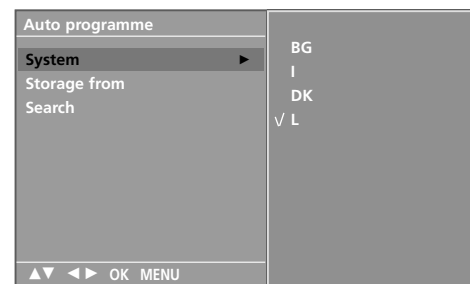 Auto programme
System ►
Storage from
Search
BG
I
DK
√ L
▲▼ ◄► OK MENU